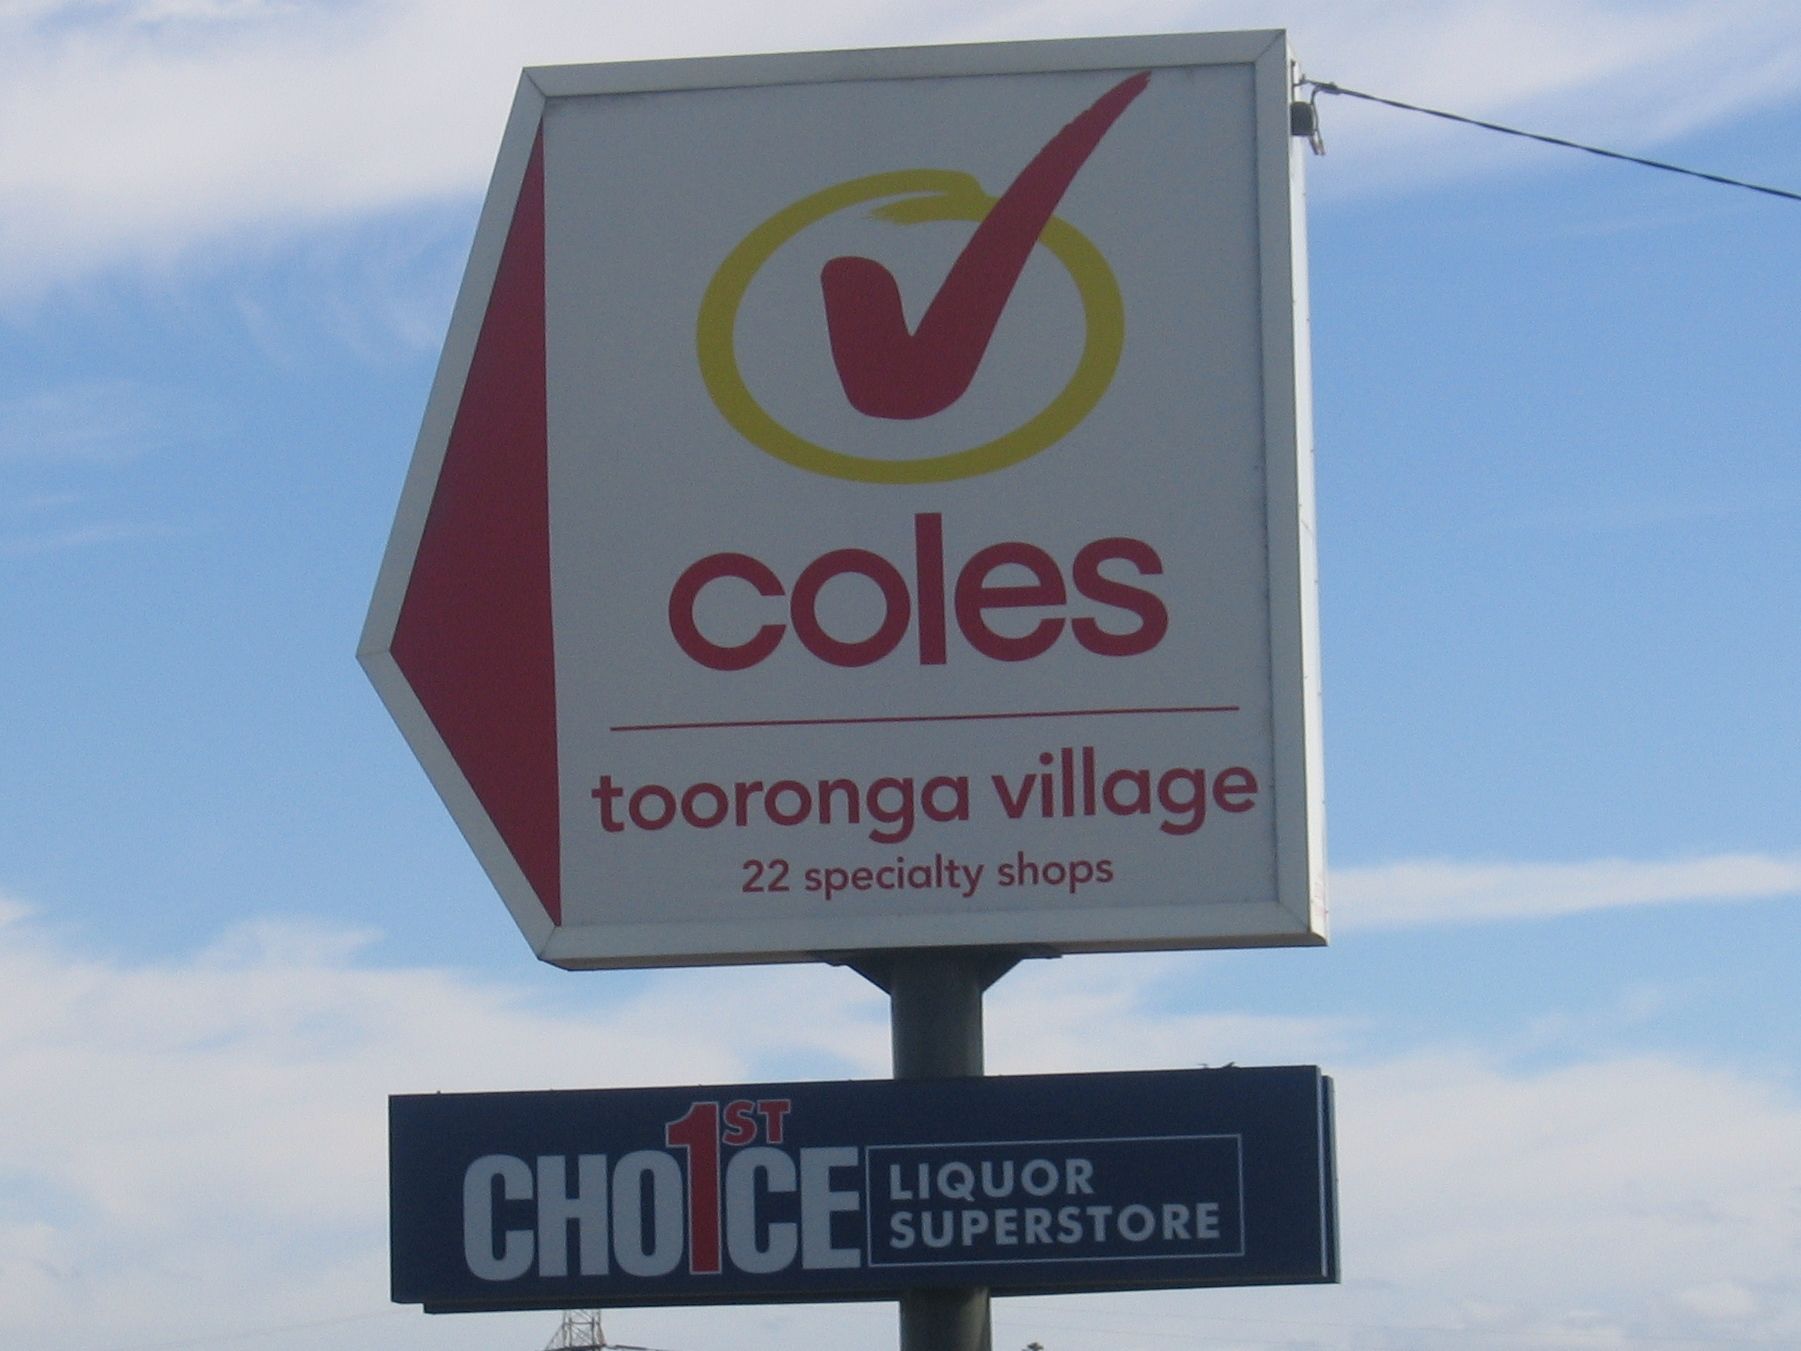 coles
tooronga village
22 specialty shops
1ST
CHO1CE
LIQUOR
SUPERSTORE